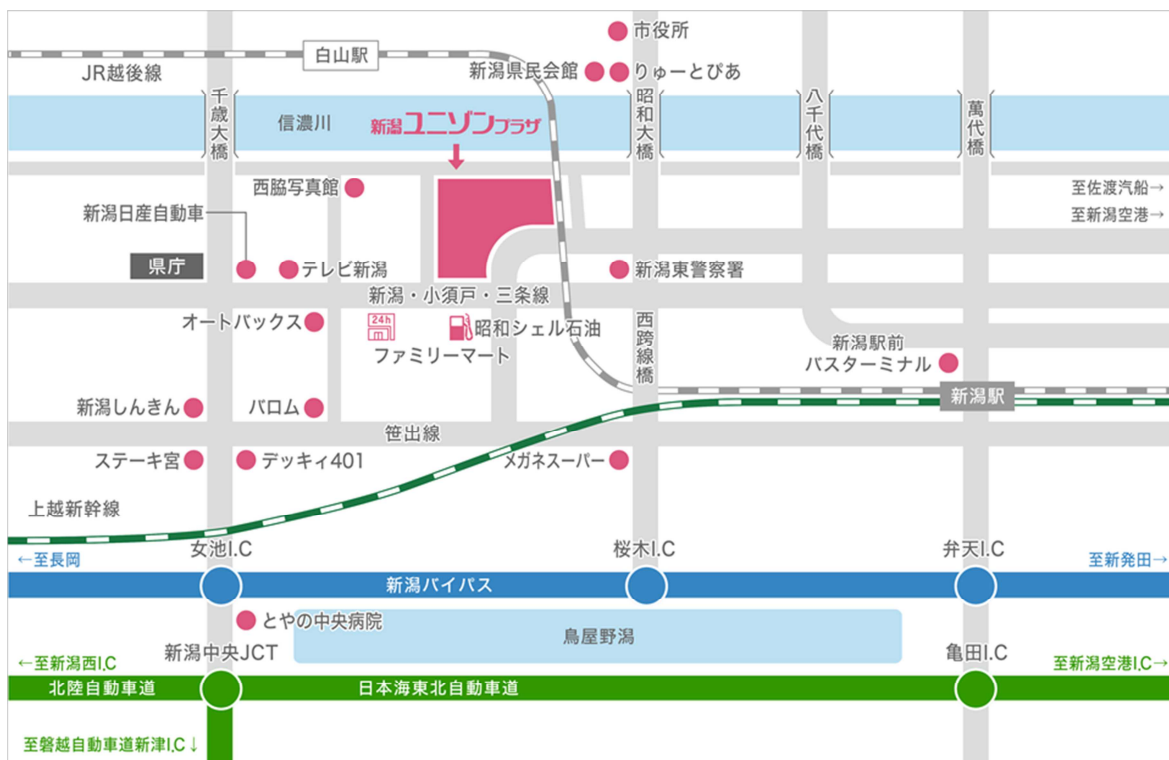 市役所
白山駅
新潟県民会館
りゅーとぴあ
JR越後線
千歳大橋
信濃川
新潟ユニゾンプラザ
昭和大橋
八千代橋
萬代橋
西脇写真館
至佐渡汽船→
新潟日産自動車
至新潟空港→
県庁
テレビ新潟
新潟東警察署
新潟・小須戸・三条線
オートバックス
24h
昭和シェル石油
西跨線橋
ファミリーマート
新潟駅前
バスターミナル
新潟駅
新潟しんきん
バロム
笹出線
ステーキ宮
デッキィ401
メガネスーパー
上越新幹線
女池I.C
桜木I.C
弁天I.C
←至長岡
至新発田→
新潟バイパス
とやの中央病院
鳥屋野潟
新潟中央JCT
亀田I.C
←至新潟西I.C
至新潟空港I.C→
北陸自動車道
日本海東北自動車道
至磐越自動車道新津I.C↓